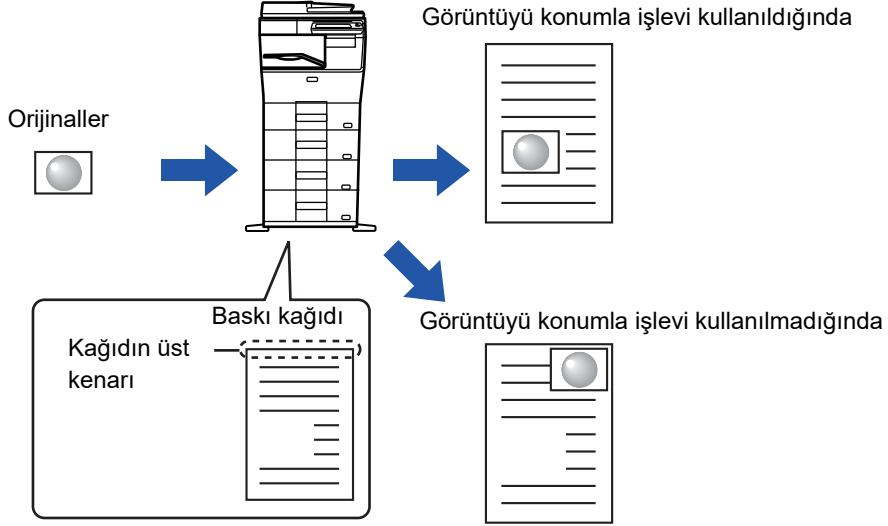 Görüntüyü konumla işlevi kullanıldığında
Orijinaller
Baskı kağıdı
Kağıdın üst
kenarı
Görüntüyü konumla işlevi kullanılmadığında